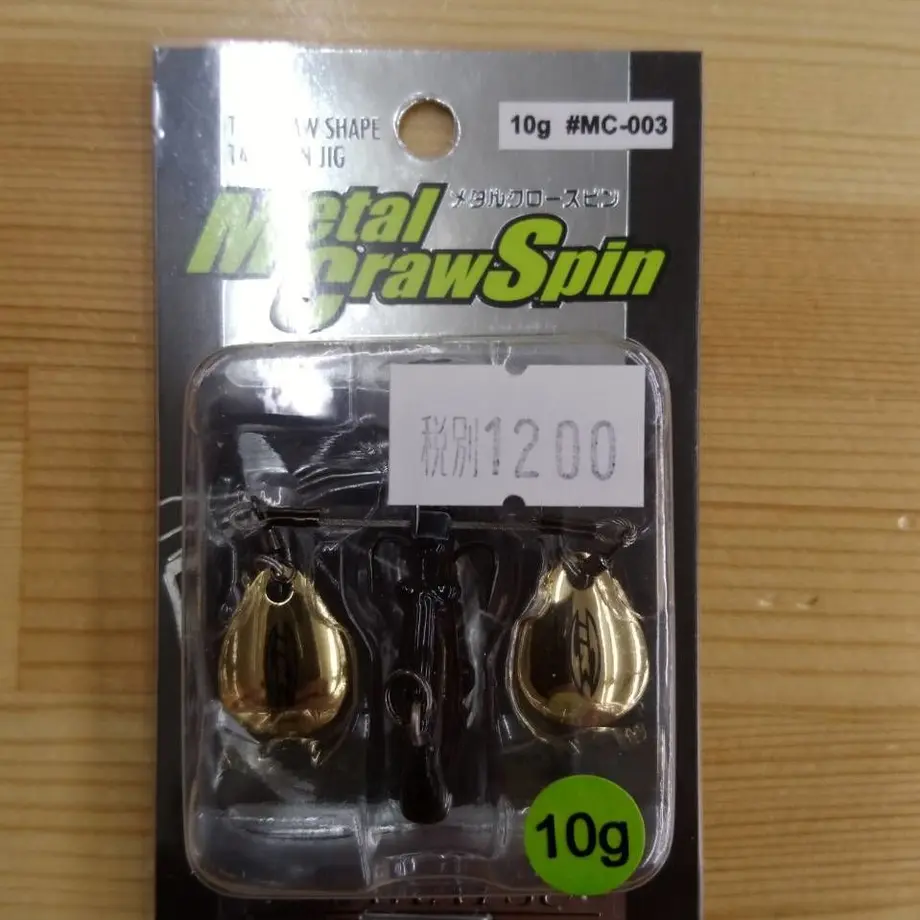 SHAPE
JIG
10g #MC-003
メタルクロースピン
Metal
CrawSpin
税別1200
10g